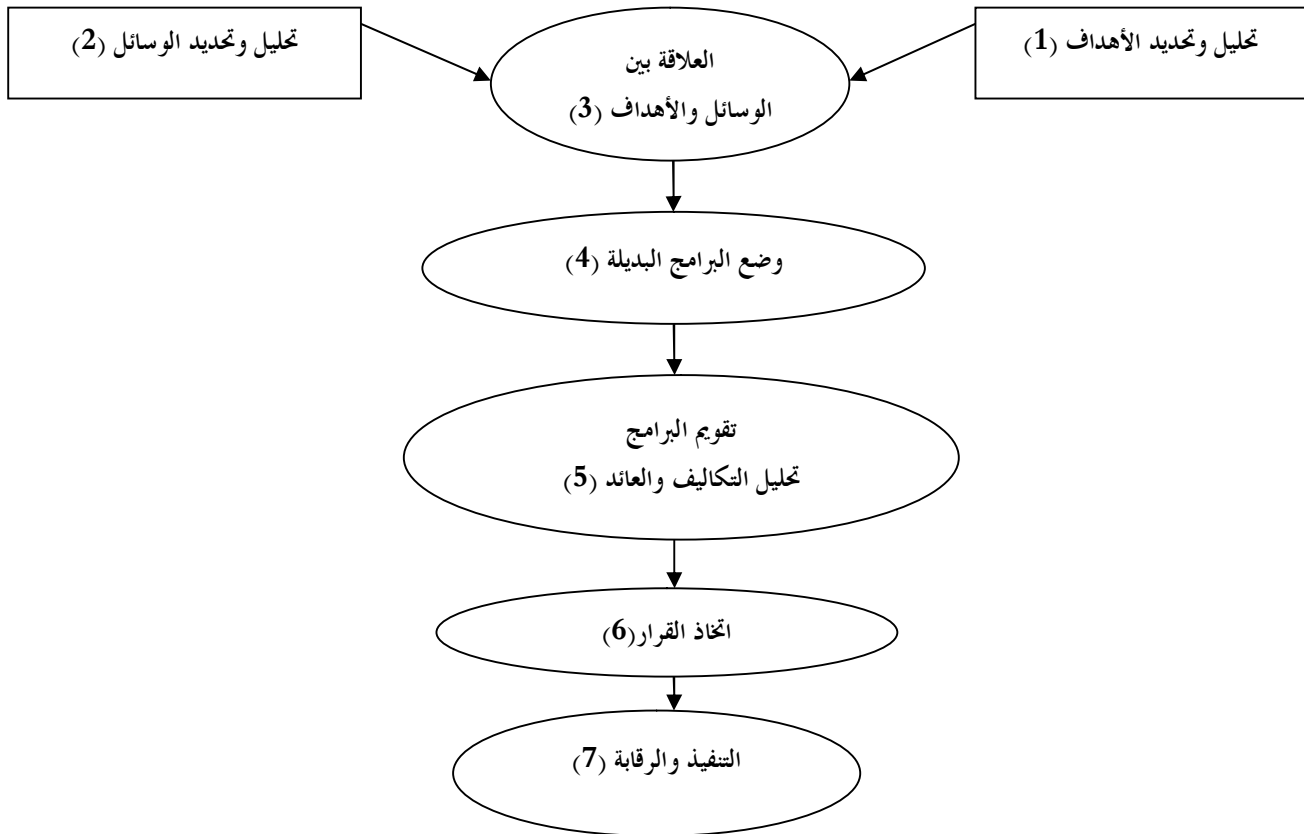 تحليل وتحديد الأهداف (1)
تحليل وتحديد الوسائل (2)
العلاقة بين
الوسائل والأهداف (3)
وضع البرامج البديلة (4)
تقويم البرامج
تحليل التكاليف والعائد (5)
اتخاذ القرار(6)
التنفيذ والرقابة (7)